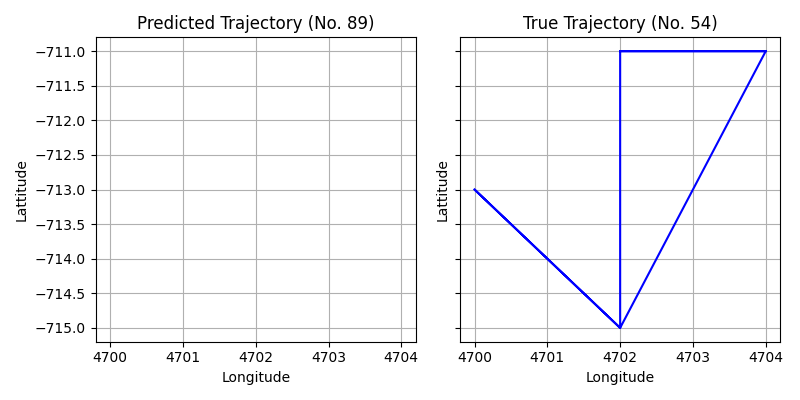 Predicted Trajectory (No. 89)
−711.0
−711.5
−712.0
−712.5
−713.0
−713.5
−714.0
−714.5
−715.0
Lattitude
4700 4701 4702 4703 4704
Longitude
True Trajectory (No. 54)
Lattitude
4700 4701 4702 4703 4704
Longitude